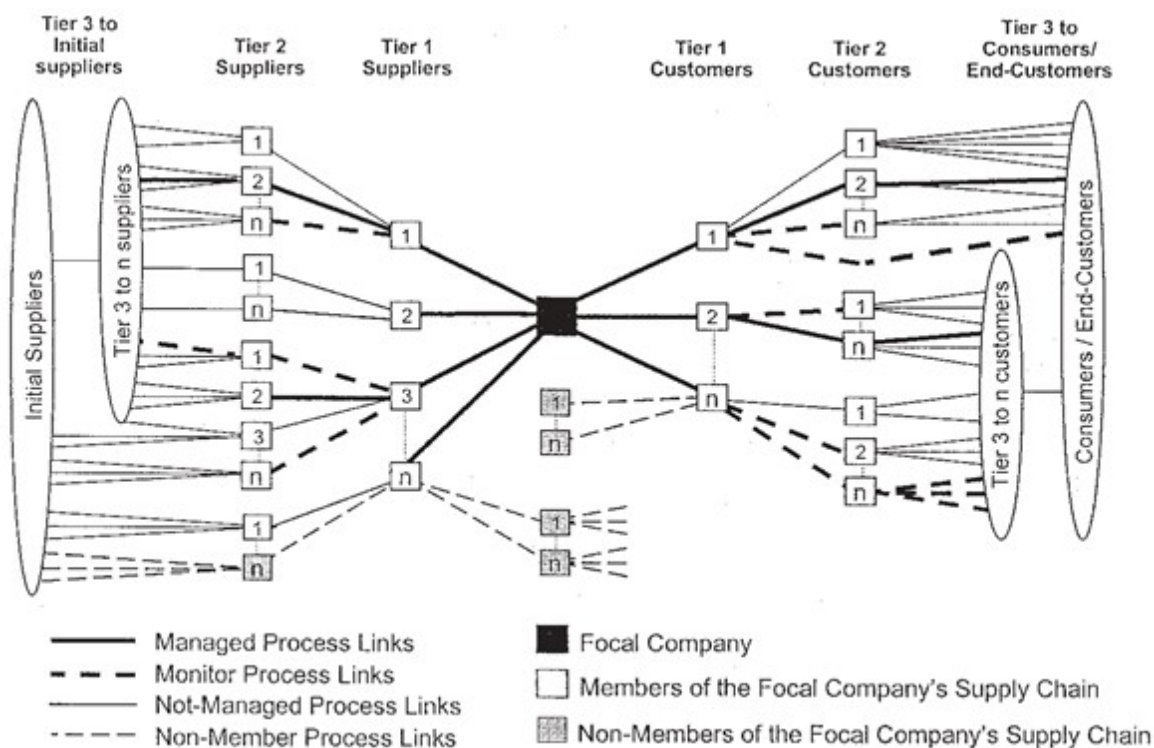 Tier 3 to
Initial
suppliers
Tier 2
Suppliers
Tier 1
Suppliers
Tier 1
Customers
Tier 2
Customers
Tier 3 to
Consumers/
End-Customers
Initial Suppliers
Tier 3 to n suppliers
1
2
n
1
n
1
2
3
n
1
n
1
2
3
n
1
n
1
n
1
2
n
1
2
n
1
n
1
2
n
Tier 3 to n customers
Consumers / End-Customers
Managed Process Links
Monitor Process Links
Not-Managed Process Links
Non-Member Process Links
Focal Company
Members of the Focal Company's Supply Chain
Non-Members of the Focal Company's Supply Chain